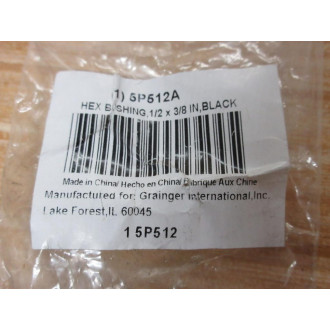 (1) 5P512A
HEX BUSHING,1/2 x 3/8 IN,BLACK
Made in China/ Hecho en China/ Fabrique Aux Chine
Manufactured for: Grainger International,Inc.
Lake Forest,IL 60045
1 5P512